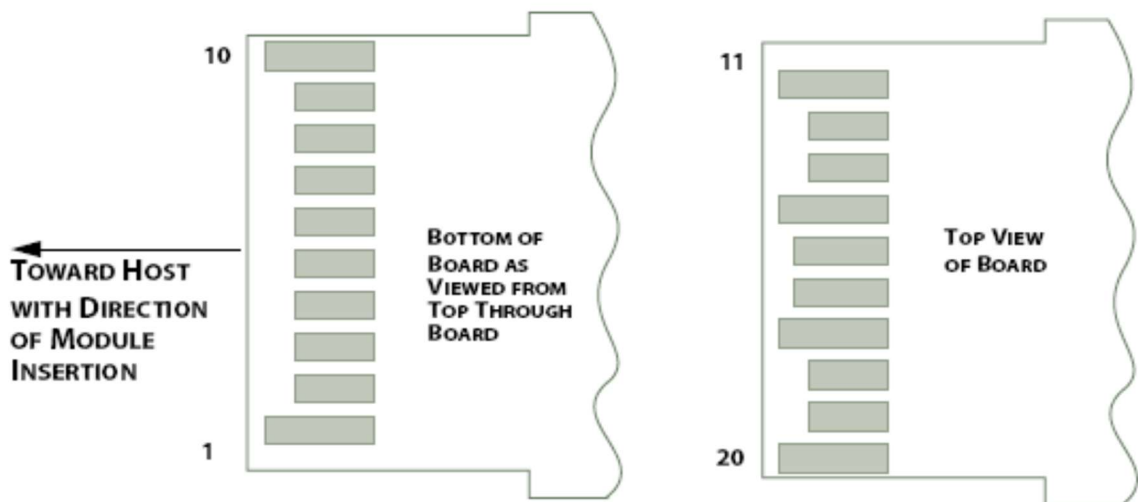 10
1
TOWARD HOST
WITH DIRECTION
OF MODULE
INSERTION
BOTTOM OF
BOARD AS
VIEWED FROM
TOP THROUGH
BOARD
11
20
TOP VIEW
OF BOARD